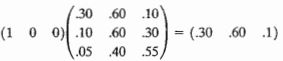 (1 0 0) (.30 .60 .10
.10 .60 .30
.05 .40 .55) = (.30 .60 .1)